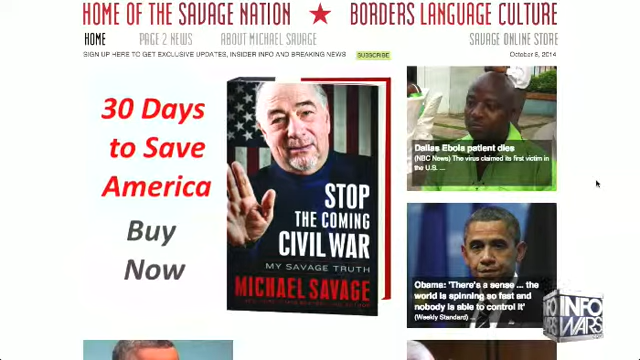 HOME OF THE SAVAGE NATION ★ BORDERS LANGUAGE CULTURE
HOME PAGE 2 NEWS ABOUT MICHAEL SAVAGE SAVAGE ONLINE STORE
SIGN UP HERE TO GET EXCLUSIVE UPDATES, INSIDER INFO AND BREAKING NEWS SUBSCRIBE October 8, 2014
30 Days
to Save
America
Buy
Now
STOP
THE COMING
CIVIL WAR
MY SAVAGE TRUTH
MICHAEL SAVAGE
Dallas Ebola patient dies
(NBC News) The virus claimed its first victim in
the U.S. ...
Obama: 'There's a sense ... the
world is spinning so fast and
nobody is able to control it'
(Weekly Standard) ...
INFO
WARS